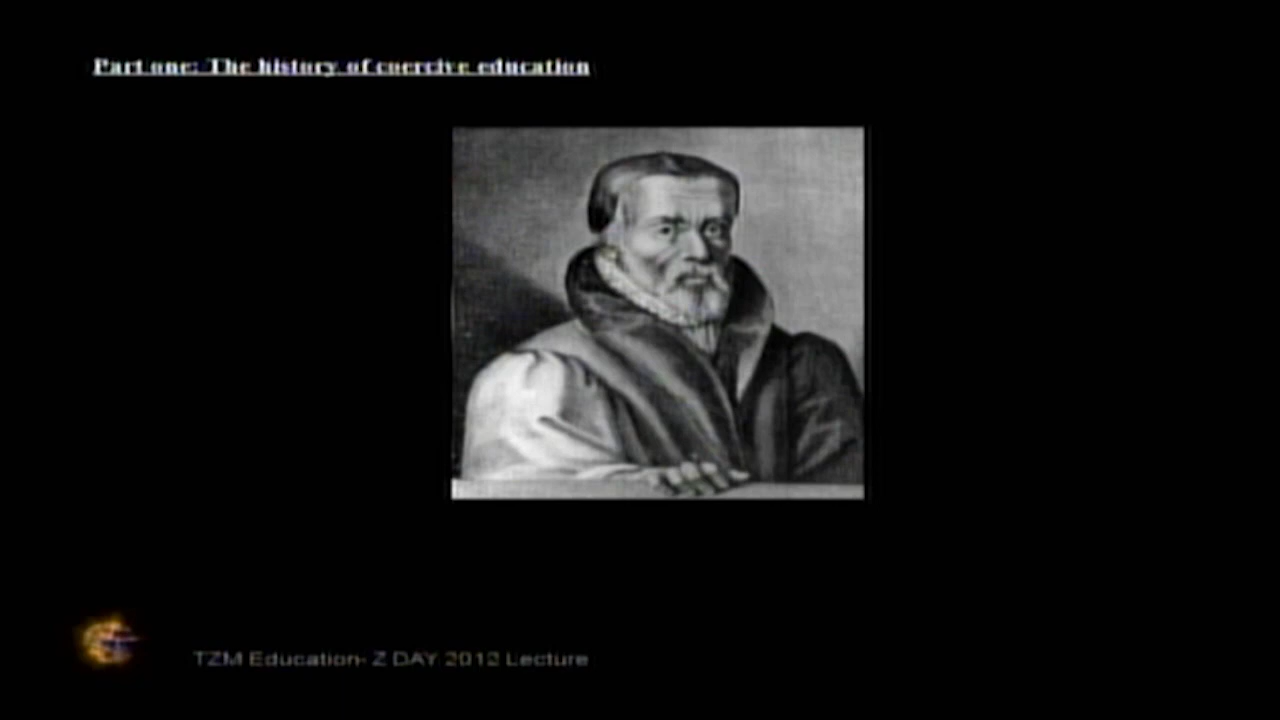 Part one: The history of coercive education
TZM Education- Z DAY 2012 Lecture